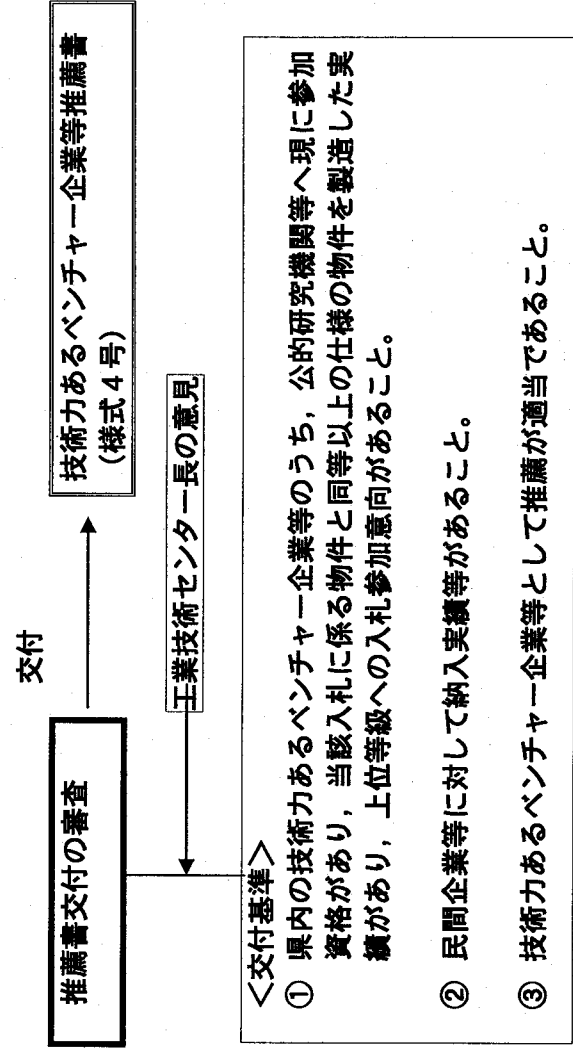 交付
推薦書交付の審査
技術力あるベンチャー企業等推薦書
(様式4号)
工業技術センター長の意見
＜交付基準＞
① 県内の技術力あるベンチャー企業等のうち，公的研究機関等へ現に参加
資格があり，当該入札に係る物件と同等以上の仕様の物件を製造した実
績があり，上位等級への入札参加意向があること。
② 民間企業等に対して納入実績等があること。
③ 技術力あるベンチャー企業等として推薦が適当であること。